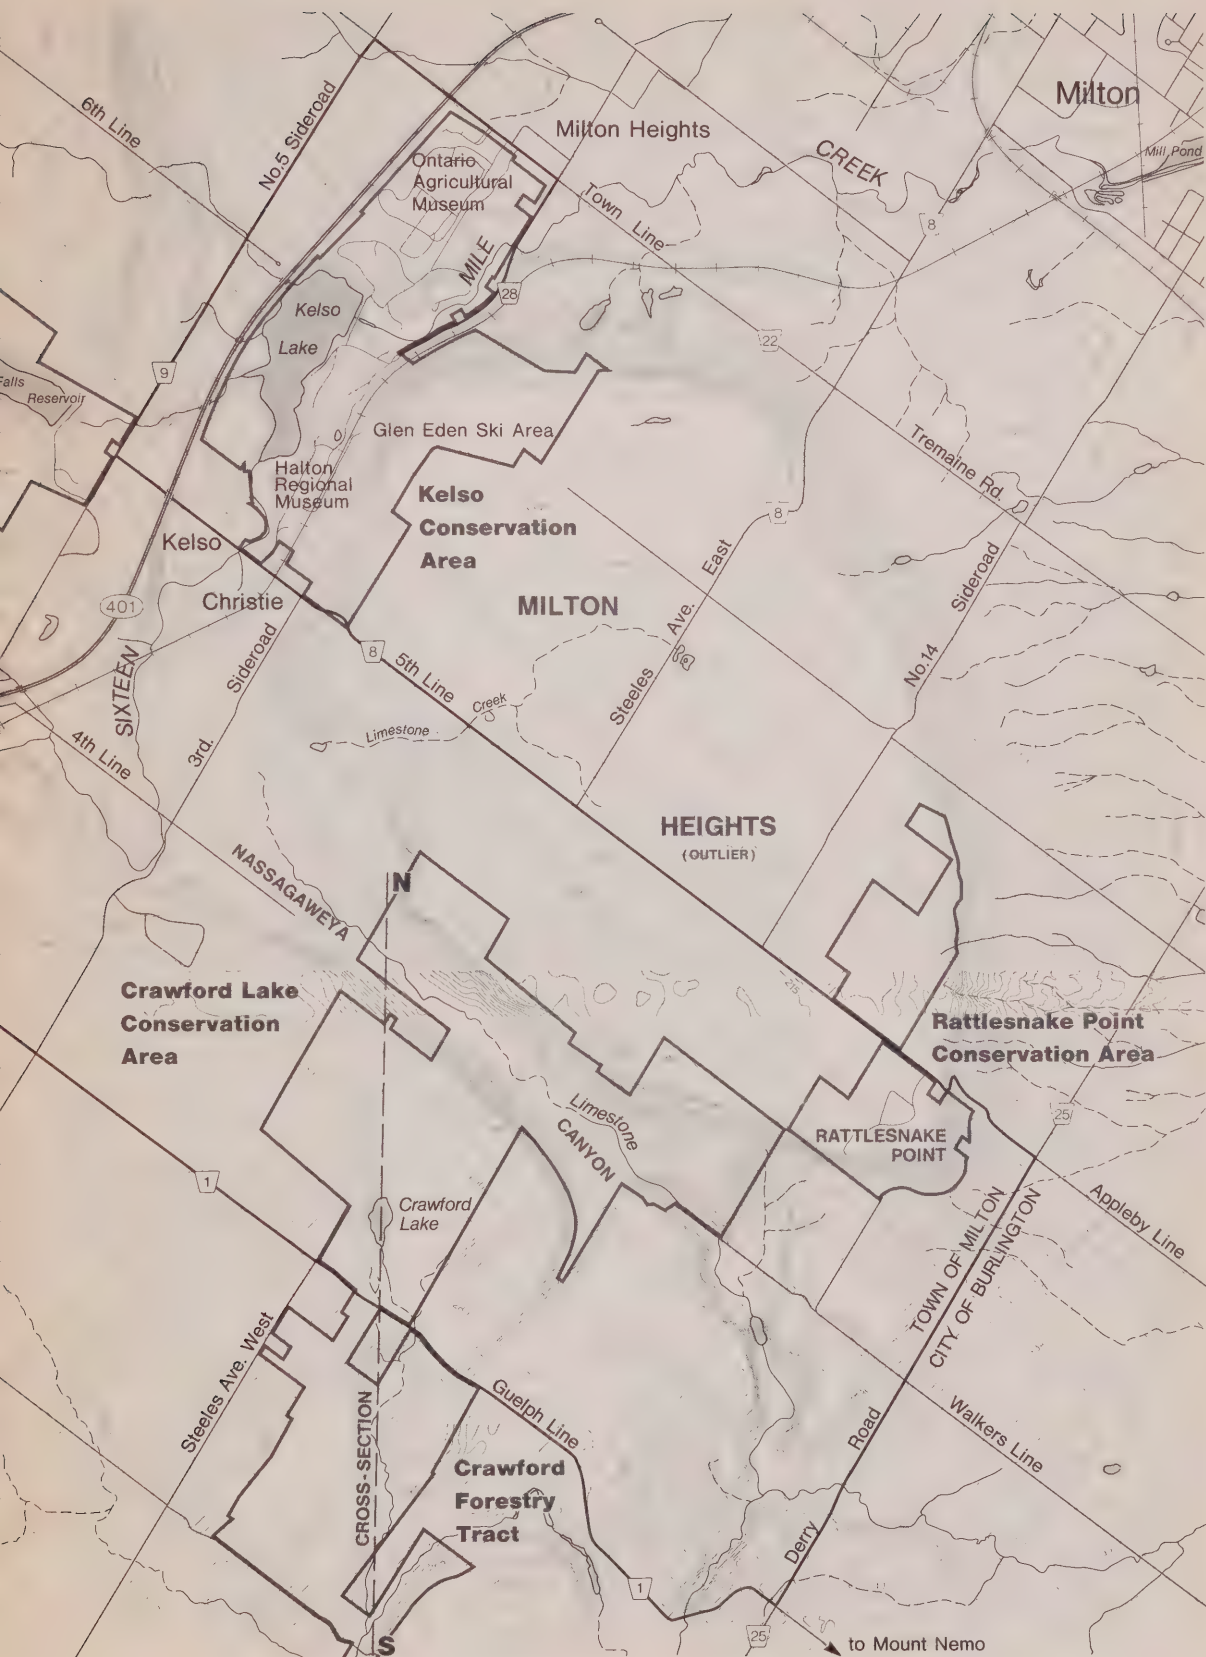 Milton
6th Line
No.5 Sideroad
Milton Heights
Ontario
Agricultural
Museum
CREEK
Mill Pond
Town Line
8
MILE
28
Kelso
Lake
22
9
Falls
Reservoir
Glen Eden Ski Area
Tremaine Rd.
Halton
Regional
Museum
Kelso
Conservation
Area
8
Kelso
East
Sideroad
401
Christie
MILTON
Ave.
8
5th Line
Sideroad
No.14
SIXTEEN
Steeles
Creek
Limestone
4th Line
3rd.
HEIGHTS
(OUTLIER)
N
NASSAGAWEYA
Crawford Lake
Conservation
Area
215
Rattlesnake Point
Conservation Area
25
Limestone
CANYON
RATTLESNAKE
POINT
1
Crawford
Lake
Appleby Line
TOWN OF MILTON
CITY OF BURLINGTON
Steeles Ave. West
Guelph Line
Walkers Line
CROSS-SECTION
Road
Crawford
Forestry
Tract
Derry
1
S
25
to Mount Nemo